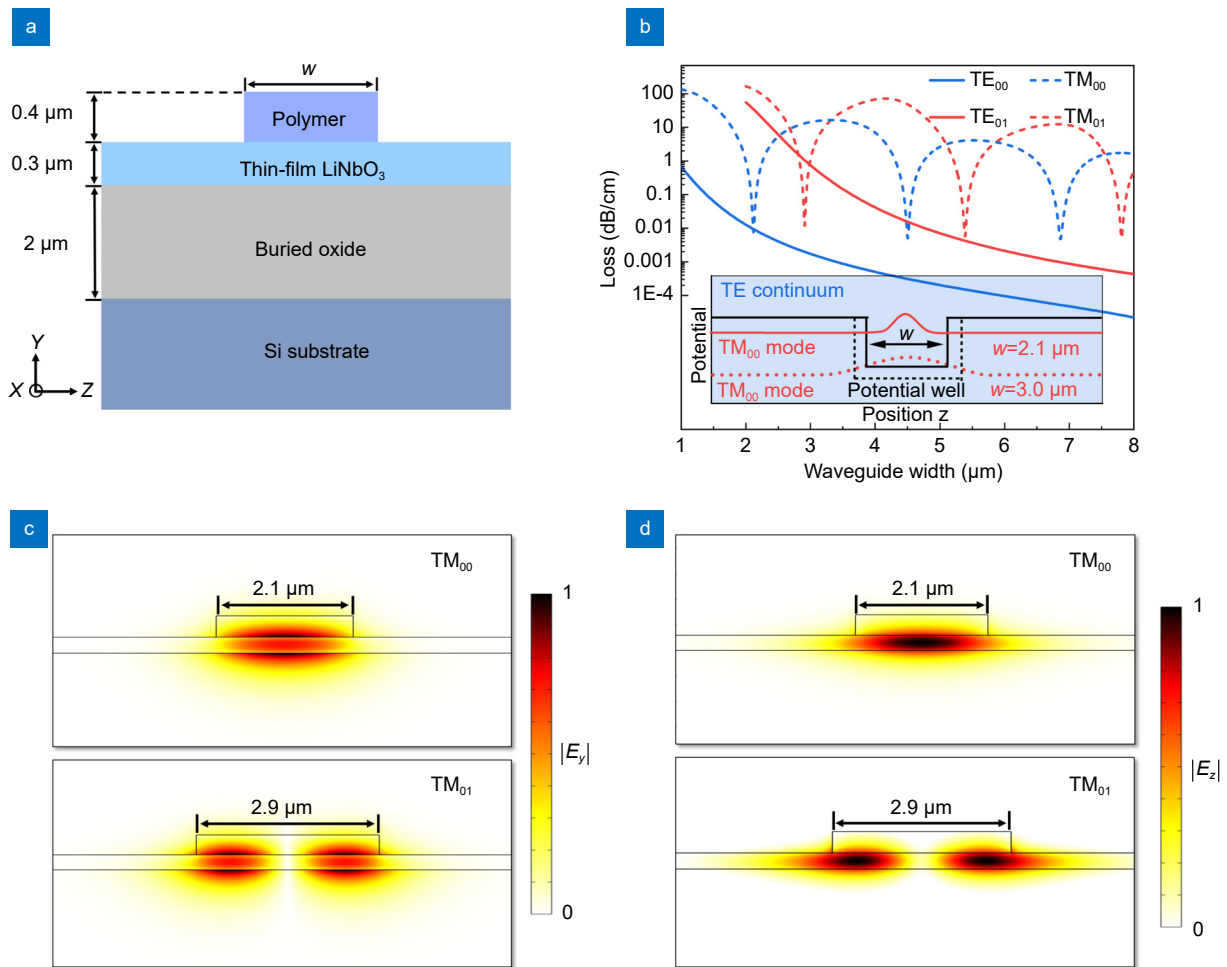 a
w
0.4 μm
Polymer
0.3 μm
Thin-film LiNbO₃
2 μm
Buried oxide
Si substrate
Y
X
Z
b
TE₀₀ TM₀₀
TE₀₁ TM₀₁
100
10
1
0.1
0.01
0.001
1E-4
Loss (dB/cm)
TE continuum
Potential
w
TM₀₀ mode w=2.1 μm
Potential well
TM₀₀ mode w=3.0 μm
Position z
1 2 3 4 5 6 7 8
Waveguide width (μm)
c
TM₀₀
2.1 μm
TM₀₁
2.9 μm
1
|Ey|
0
d
TM₀₀
2.1 μm
TM₀₁
2.9 μm
1
|Ez|
0